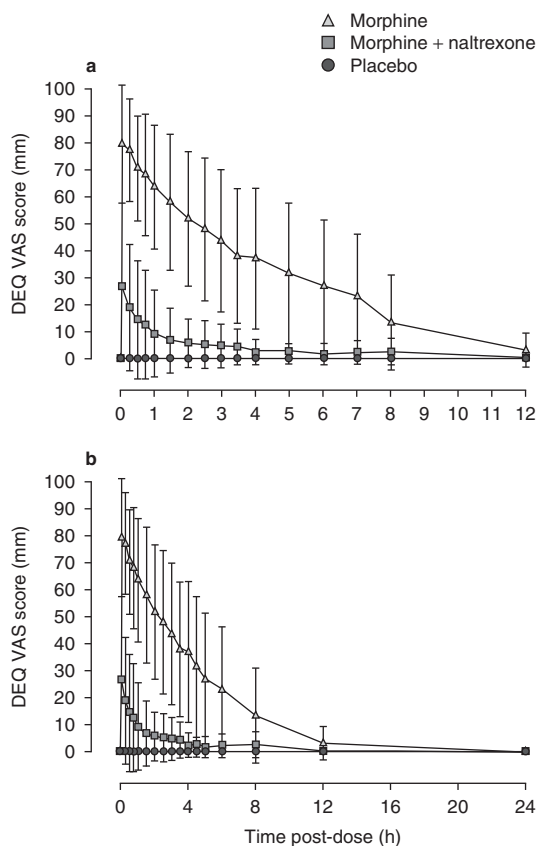 Morphine
Morphine + naltrexone
Placebo
a
100
90
80
70
60
50
40
30
20
10
0
DEQ VAS score (mm)
0 1 2 3 4 5 6 7 8 9 10 11 12
b
100
90
80
70
60
50
40
30
20
10
0
DEQ VAS score (mm)
0 4 8 12 16 20 24
Time post-dose (h)